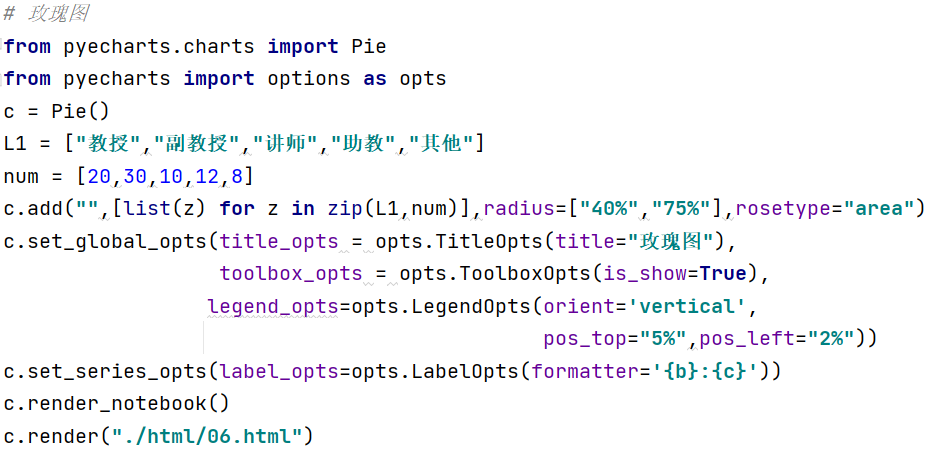 # 玫瑰图
from pyecharts.charts import Pie
from pyecharts import options as opts
c = Pie()
L1 = ["教授","副教授","讲师","助教","其他"]
num = [20,30,10,12,8]
c.add("",[list(z) for z in zip(L1,num)],radius=["40%","75%"],rosetype="area")
c.set_global_opts(title_opts = opts.TitleOpts(title="玫瑰图"),
                  toolbox_opts = opts.ToolboxOpts(is_show=True),
                 legend_opts=opts.LegendOpts(orient='vertical',
                                             pos_top="5%",pos_left="2%"))
c.set_series_opts(label_opts=opts.LabelOpts(formatter='{b}:{c}'))
c.render_notebook()
c.render("./html/06.html")